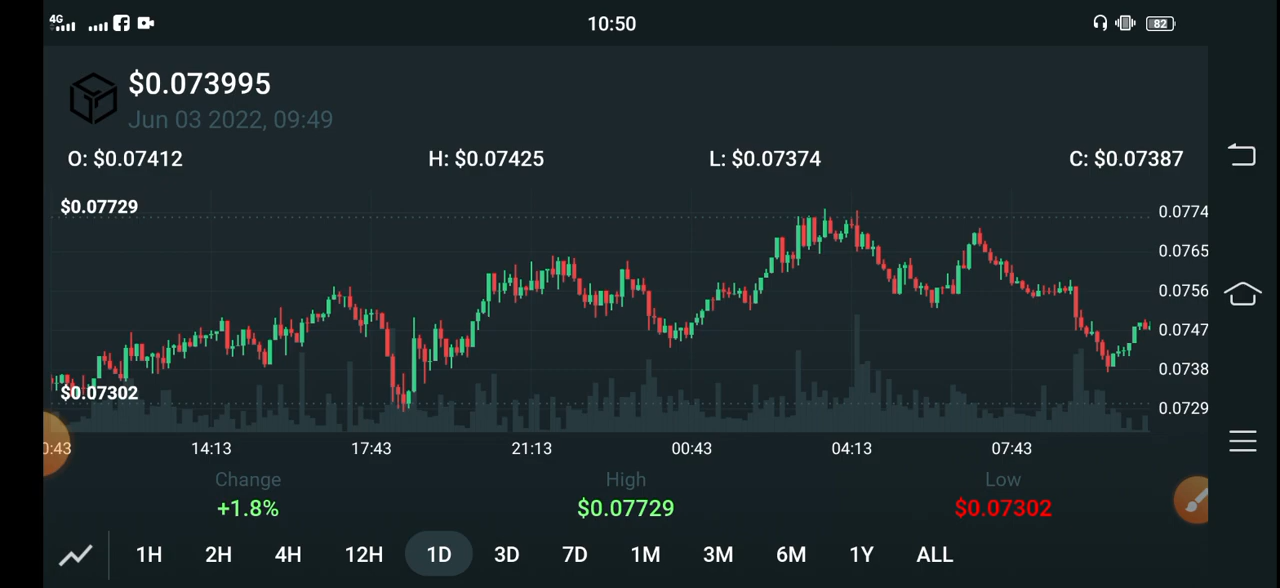 4G 10:50 82
$0.073995
Jun 03 2022, 09:49
O: $0.07412 H: $0.07425 L: $0.07374 C: $0.07387
$0.07729
0.0774
0.0765
0.0756
0.0747
0.0738
$0.07302
0.0729
0:43 14:13 17:43 21:13 00:43 04:13 07:43
Change High Low
+1.8% $0.07729 $0.07302
1H 2H 4H 12H 1D 3D 7D 1M 3M 6M 1Y ALL